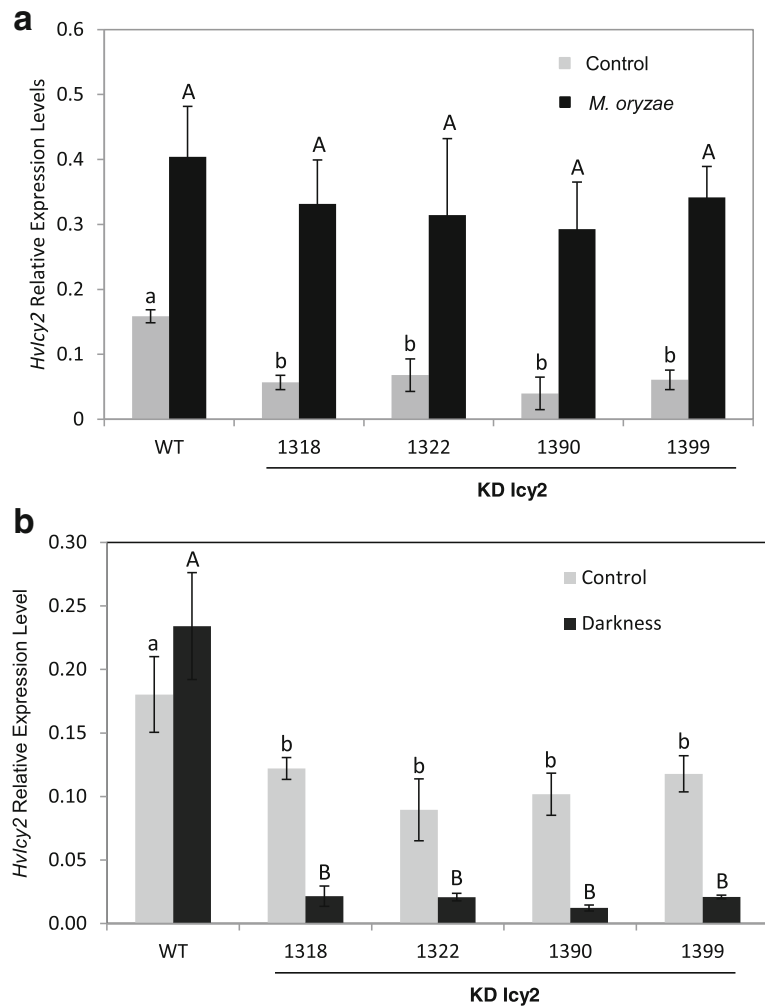 a
HvIcy2 Relative Expression Levels
0.6
0.5
0.4
0.3
0.2
0.1
0
Control
M. oryzae
a
A
b
A
b
A
b
A
b
A
WT
1318
1322
1390
1399
KD Icy2
b
HvIcy2 Relative Expression Level
0.30
0.25
0.20
0.15
0.10
0.05
0.00
Control
Darkness
a
A
b
B
b
B
b
B
b
B
WT
1318
1322
1390
1399
KD Icy2